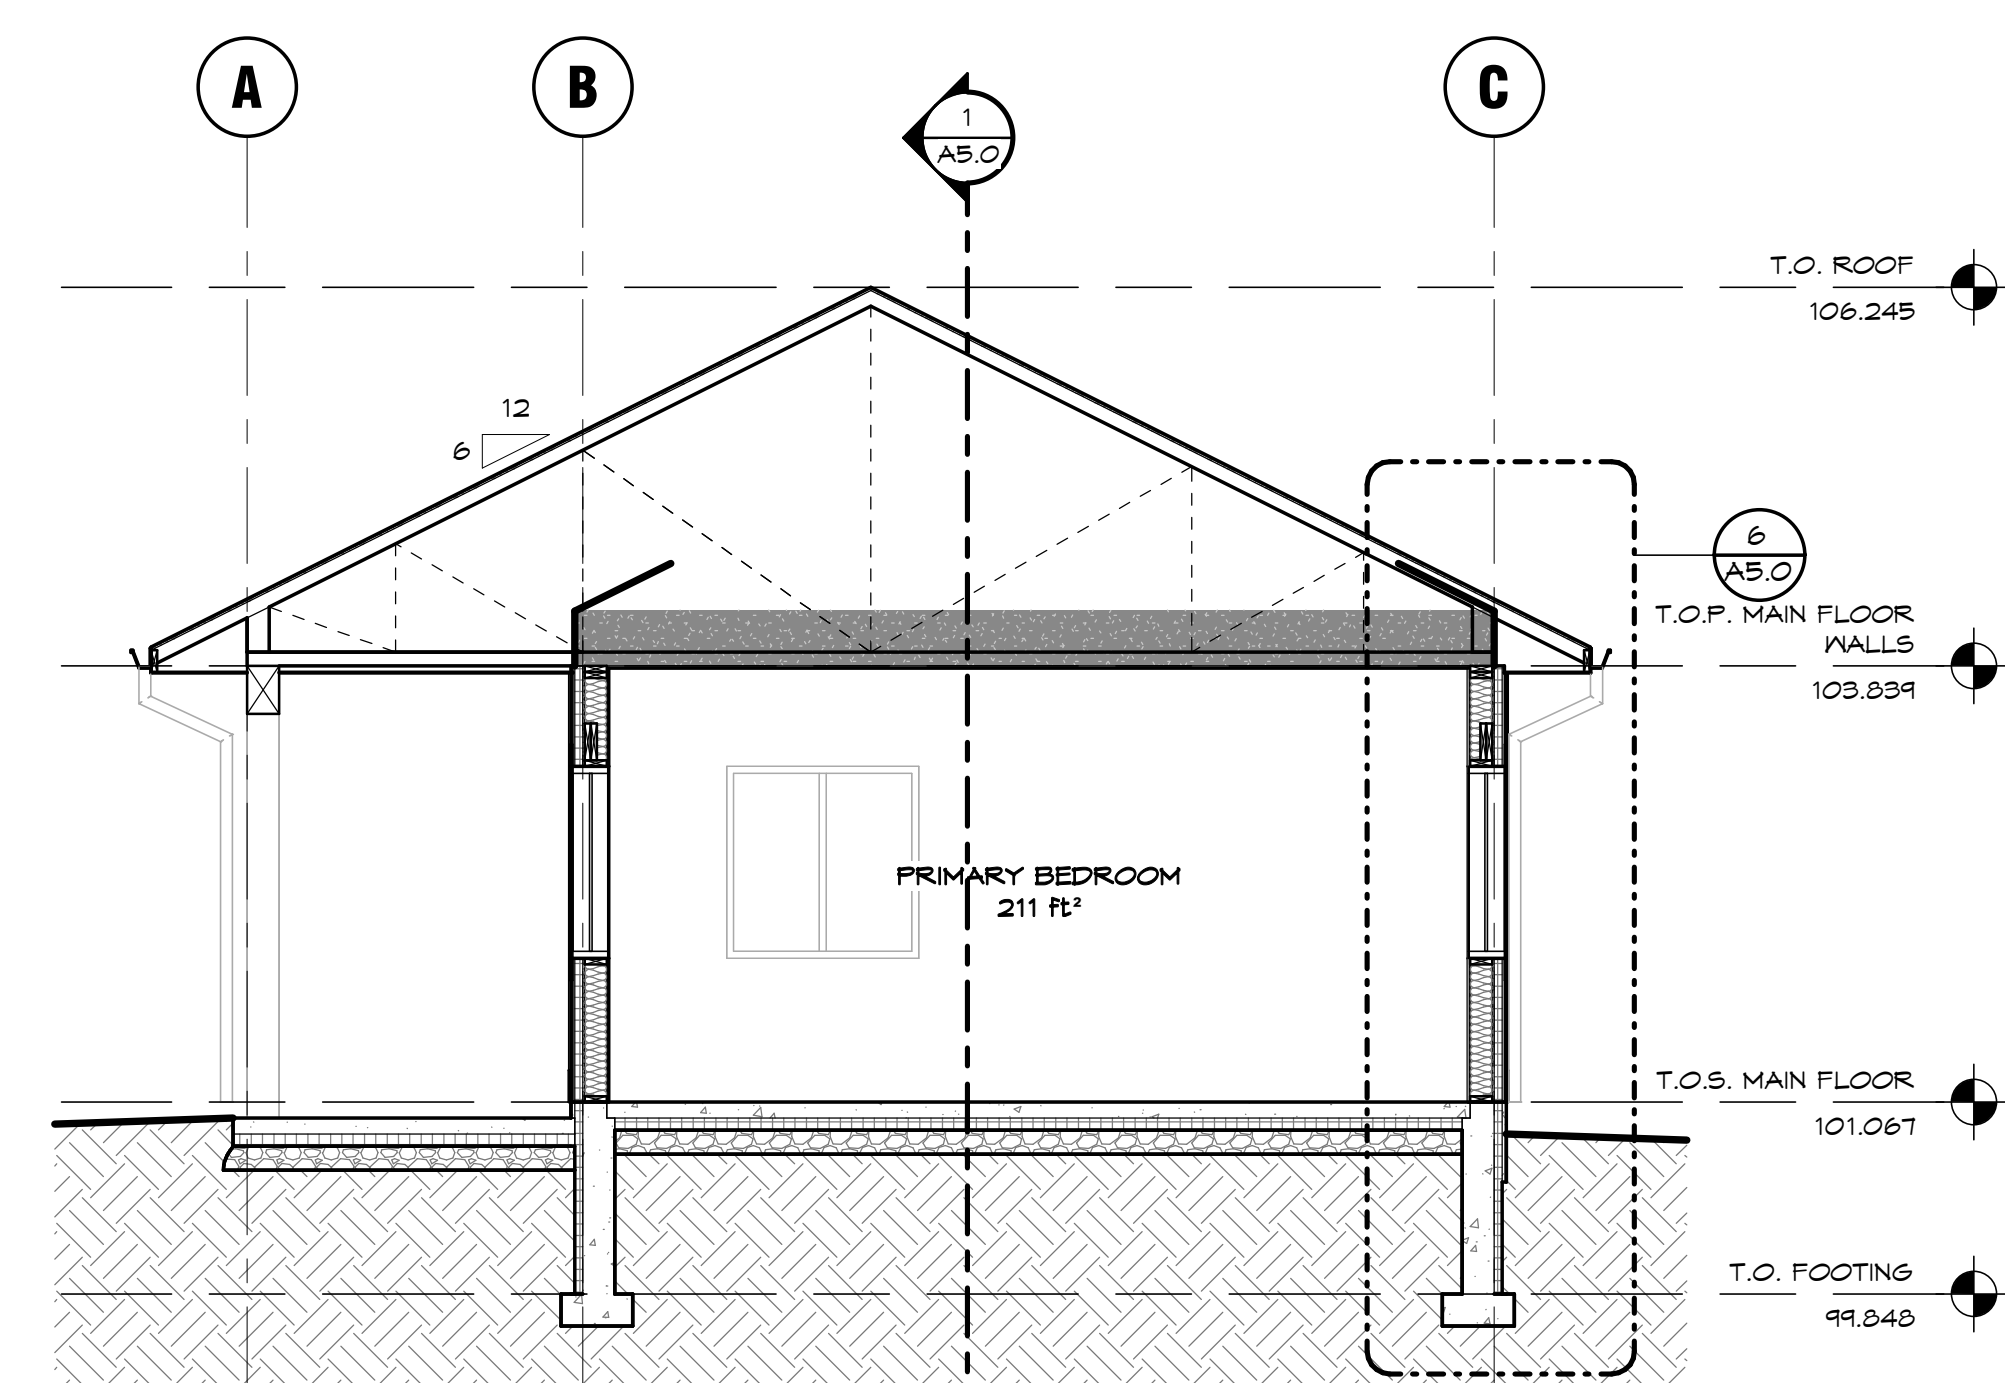 A
B
C
1
A5.0
T.O. ROOF
106.245
12
6
6
A5.0
T.O.P. MAIN FLOOR
WALLS
103.839
PRIMARY BEDROOM
211 ft²
T.O.S. MAIN FLOOR
101.067
T.O. FOOTING
99.848